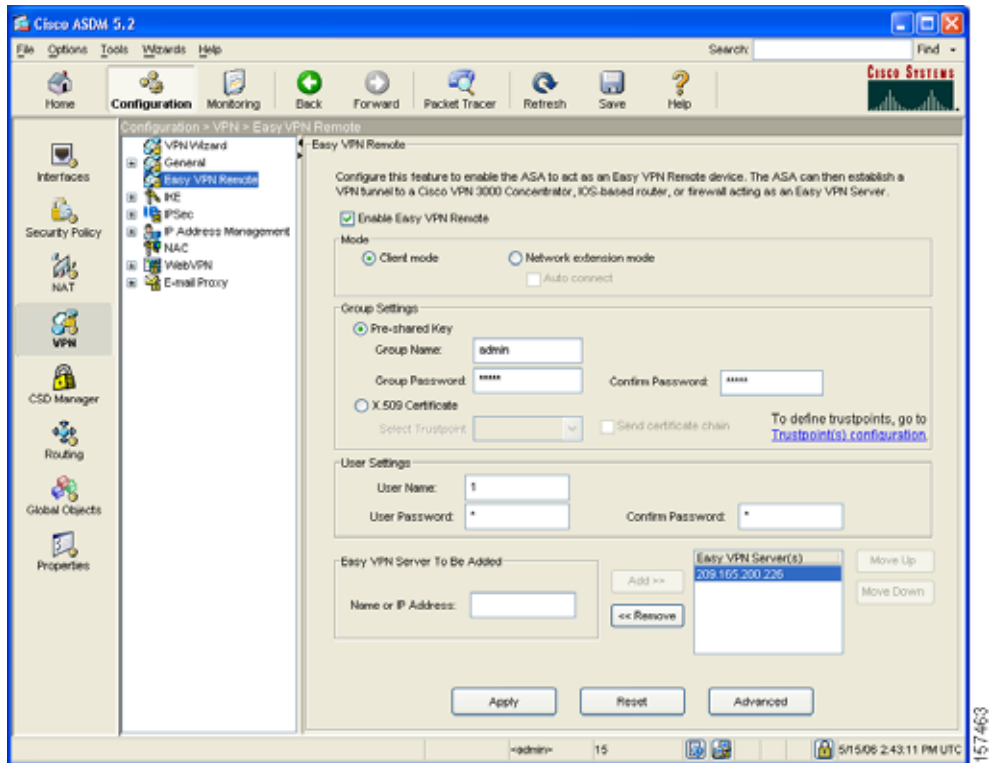 Cisco ASDM 5.2
File Options Tools Wizards Help Search: Find
Home Configuration Monitoring Back Forward Packet Tracer Refresh Save Help
CISCO SYSTEMS
Configuration > VPN > Easy VPN Remote
Interfaces
Security Policy
NAT
VPN
CSD Manager
Routing
Global Objects
Properties
VPN Wizard
General
Easy VPN Remote
IKE
IPSec
IP Address Management
NAC
WebVPN
E-mail Proxy
Easy VPN Remote
Configure this feature to enable the ASA to act as an Easy VPN Remote device. The ASA can then establish a
VPN tunnel to a Cisco VPN 3000 Concentrator, IOS-based router, or firewall acting as an Easy VPN Server.
Enable Easy VPN Remote
Mode
Client mode Network extension mode
Auto connect
Group Settings
Pre-shared Key
Group Name: admin
Group Password: ***** Confirm Password: *****
X.509 Certificate
Select Trustpoint Send certificate chain
To define trustpoints, go to
Trustpoint(s) configuration.
User Settings
User Name: 1
User Password: * Confirm Password: *
Easy VPN Server To Be Added
Name or IP Address:
Add >>
<< Remove
Easy VPN Server(s)
209.165.200.226
Move Up
Move Down
Apply Reset Advanced
<admin> 15 5/15/06 2:43:11 PM UTC
157463